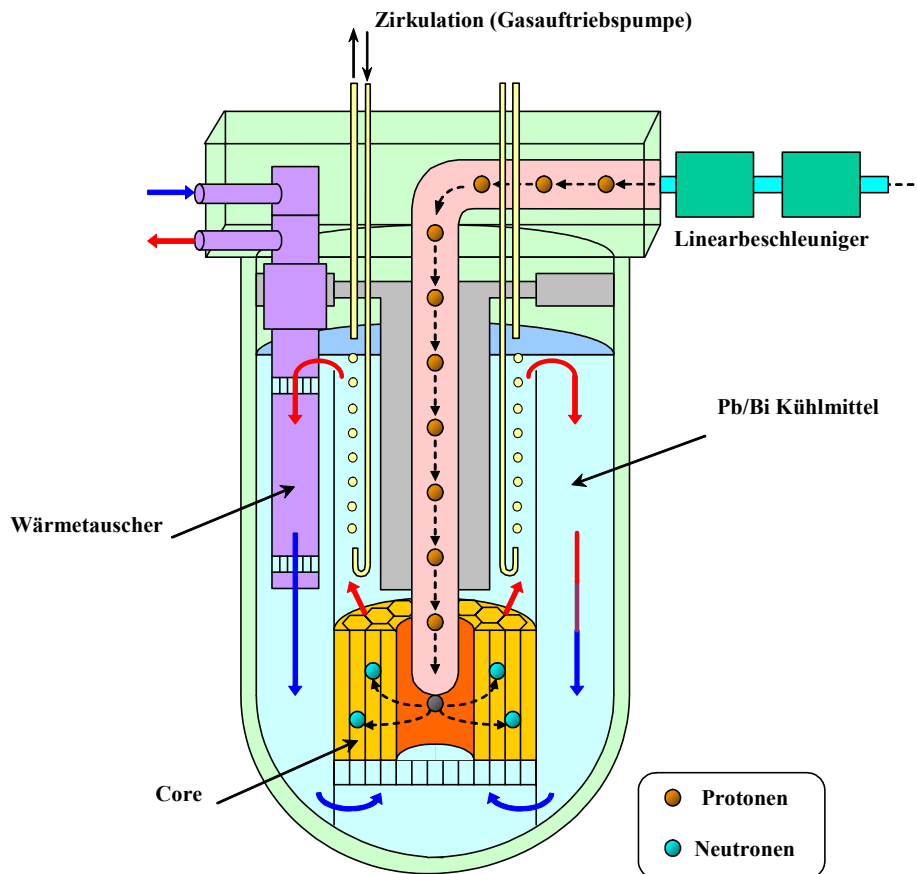 Zirkulation (Gasauftriebspumpe)
Linearbeschleuniger
Pb/Bi Kühlmittel
Wärmetauscher
Core
Protonen
Neutronen